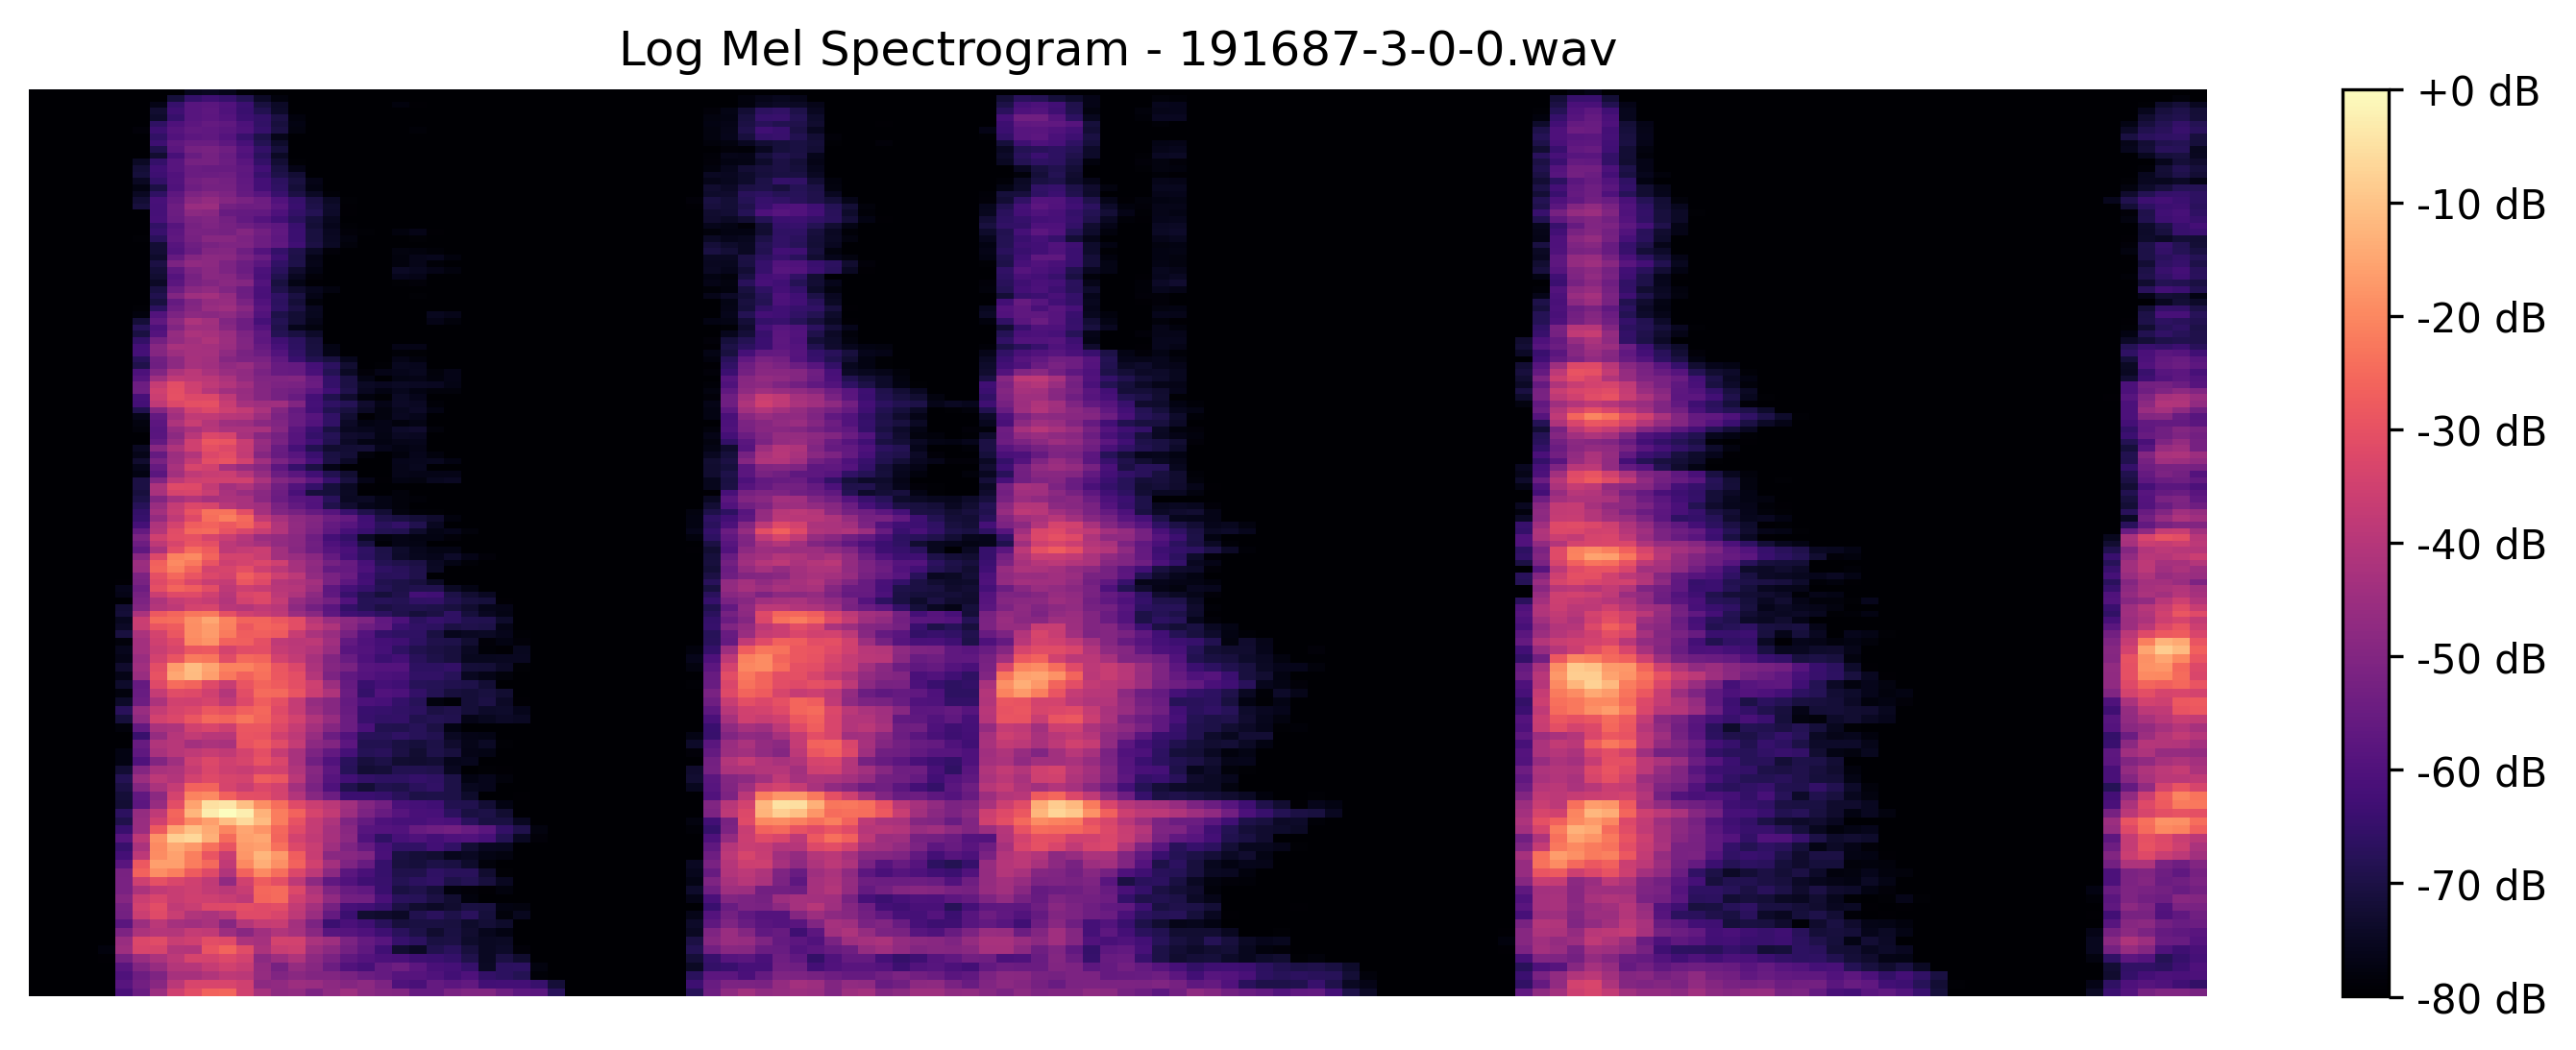 Log Mel Spectrogram - 191687-3-0-0.wav
+0 dB
-10 dB
-20 dB
-30 dB
-40 dB
-50 dB
-60 dB
-70 dB
-80 dB